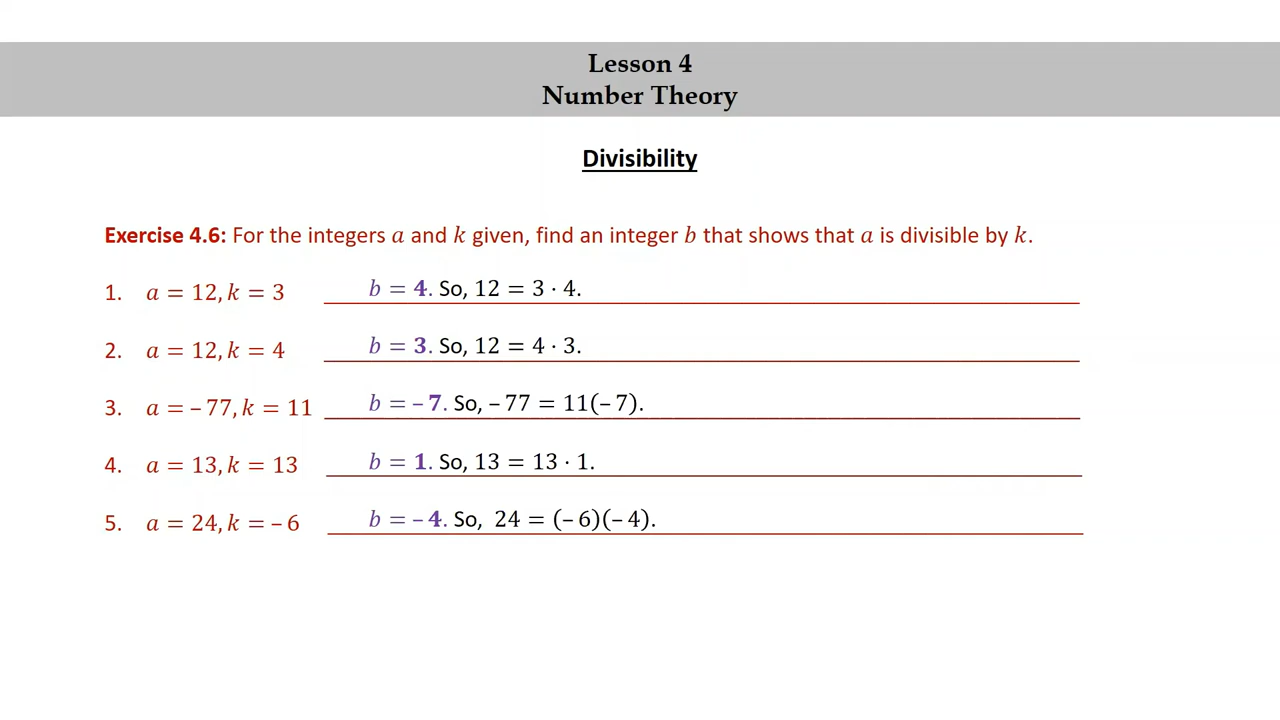 Lesson 4
Number Theory
Divisibility
Exercise 4.6: For the integers a and k given, find an integer b that shows that a is divisible by k.
1. a = 12, k = 3 b = 4. So, 12 = 3 · 4.
2. a = 12, k = 4 b = 3. So, 12 = 4 · 3.
3. a = – 77, k = 11 b = – 7. So, – 77 = 11(– 7).
4. a = 13, k = 13 b = 1. So, 13 = 13 · 1.
5. a = 24, k = – 6 b = – 4. So, 24 = (– 6)(– 4).